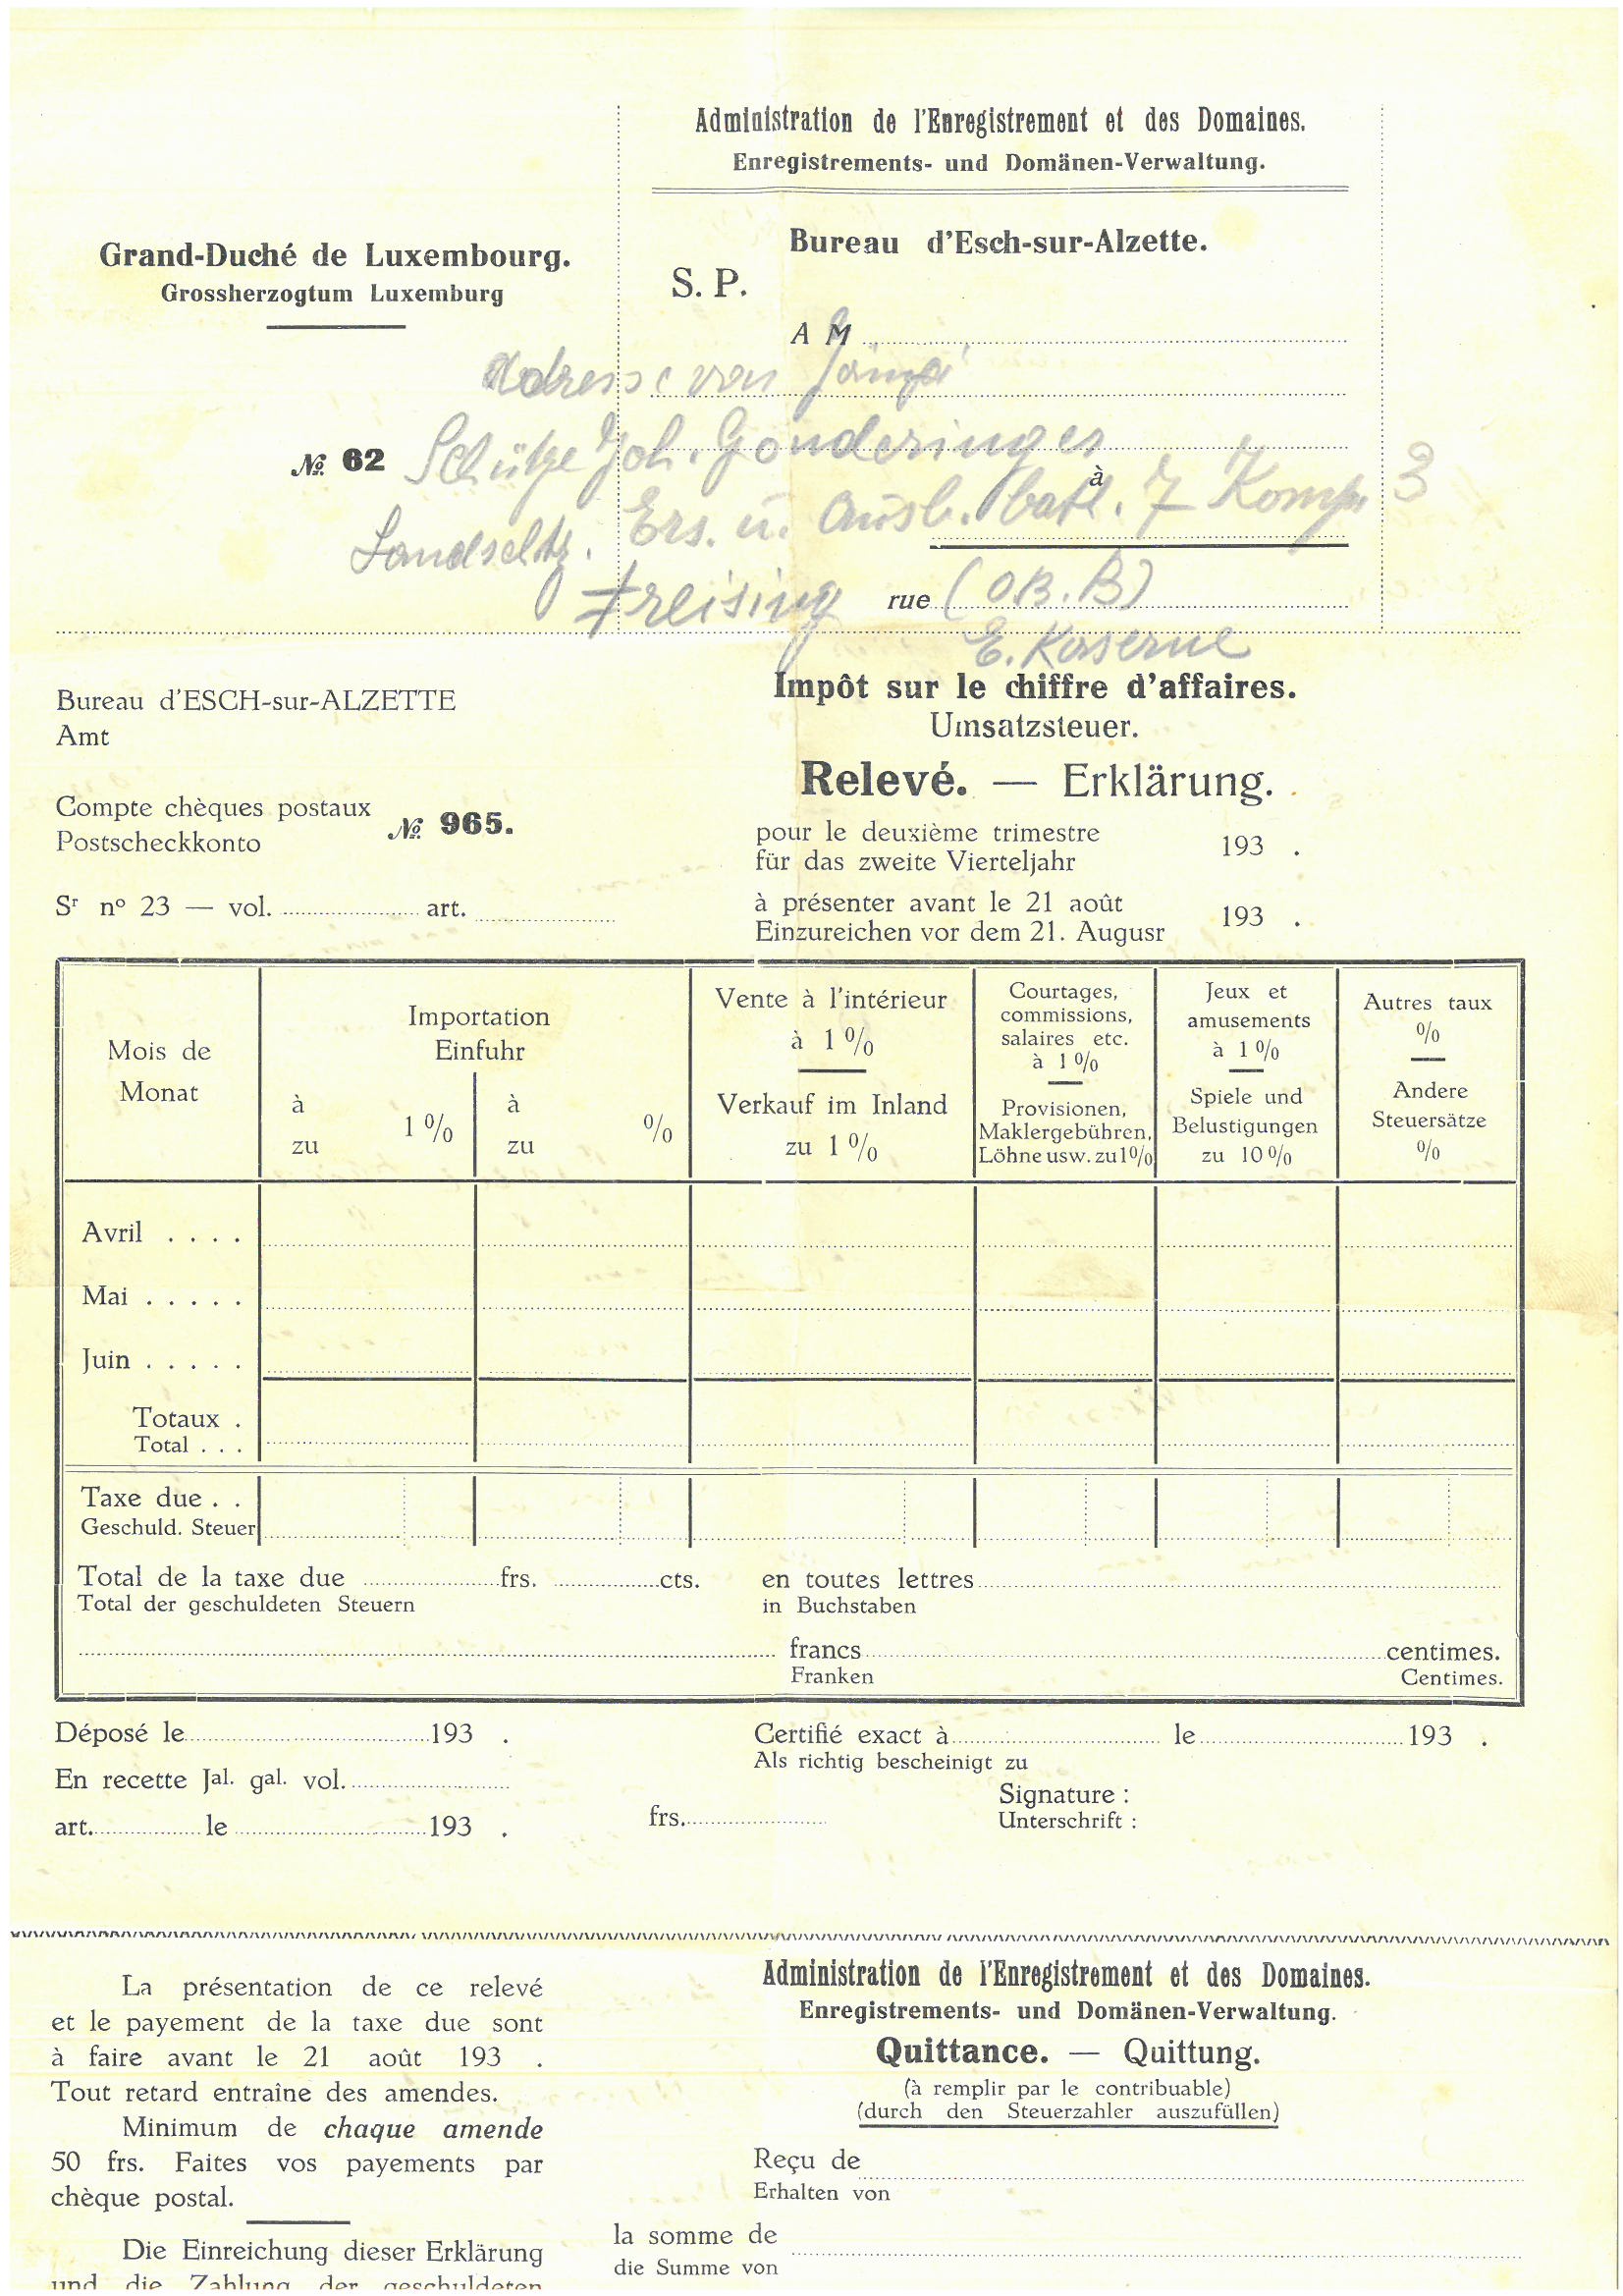 Administration de l'Enregistrement et des Domaines.
Enregistrements- und Domänen-Verwaltung.
Grand-Duché de Luxembourg.
Grossherzogtum Luxemburg
Bureau d'Esch-sur-Alzette.
S. P.
A M
Adresse von
№ 62
Schütze Joh. Gonderinger
à
Landschtz. Ers. u. Ausb. batl. 7 Komp 3
Freising rue (OB. B)
E. Kaserne
Bureau d'ESCH-sur-ALZETTE
Amt
Impôt sur le chiffre d'affaires.
Umsatzsteuer.
Relevé. — Erklärung.
Compte chèques postaux
Postscheckkonto
№ 965.
pour le deuxième trimestre
für das zweite Vierteljahr
193 .
Sr no 23 — vol. art.
à présenter avant le 21 août
Einzureichen vor dem 21. Augusr
193 .
Mois de
Monat
Importation
Einfuhr
à
zu
1 %
à
zu
%
Vente à l'intérieur
à 1 %
Verkauf im Inland
zu 1 %
Courtages,
commissions,
salaires etc.
à 1 %
Provisionen,
Maklergebühren,
Löhne usw. zu 1 %
Jeux et
amusements
à 1 %
Spiele und
Belustigungen
zu 10 %
Autres taux
%
Andere
Steuersätze
%
Avril . . . .
Mai . . . . .
Juin . . . . .
Totaux .
Total . . .
Taxe due . .
Geschuld. Steuer
Total de la taxe due frs. cts. en toutes lettres
Total der geschuldeten Steuern in Buchstaben
francs centimes.
Franken Centimes.
Déposé le 193 .
Certifié exact à le 193 .
Als richtig bescheinigt zu
En recette Jal. gal. vol.
Signature :
Unterschrift :
art. le 193 .
frs.
La présentation de ce relevé
et le payement de la taxe due sont
à faire avant le 21 août 193 .
Tout retard entraîne des amendes.
Minimum de chaque amende
50 frs. Faites vos payements par
chèque postal.
Die Einreichung dieser Erklärung
und die Zahlung der geschuldeten
Administration de l'Enregistrement et des Domaines.
Enregistrements- und Domänen-Verwaltung.
Quittance. — Quittung.
(à remplir par le contribuable)
(durch den Steuerzahler auszufüllen)
Reçu de
Erhalten von
la somme de
die Summe von